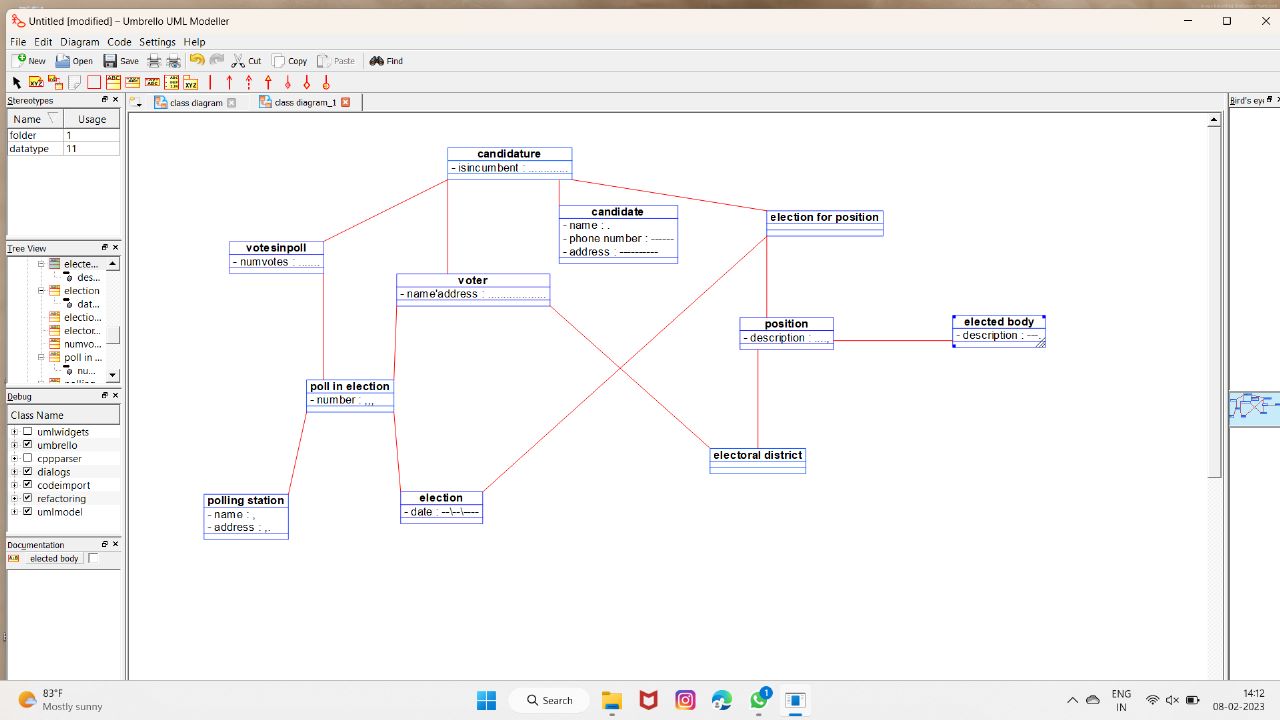 Untitled [modified] – Umbrello UML Modeller
File Edit Diagram Code Settings Help
New Open Save Cut Copy Paste Find
Stereotypes
class diagram class diagram_1
Bird's ey
Name Usage
folder 1
datatype 11
candidature
- isincumbent : .............
candidate
- name : .
- phone number : ------
- address : ----------
election for position
votesinpoll
- numvotes : .......
voter
- name'address : ...................
position
- description : ....,
elected body
- description : ---.
poll in election
- number : ,,,
electoral district
polling station
- name : ,
- address : ,.
election
- date : --\--\----
Tree View
electe...
des...
election
dat...
electio...
elector...
numvo...
poll in ...
nu...
Debug
Class Name
umlwidgets
umbrello
cppparser
dialogs
codeimport
refactoring
umlmodel
Documentation
elected body
83°F
Mostly sunny
Search
1
ENG
IN
14:12
08-02-2023